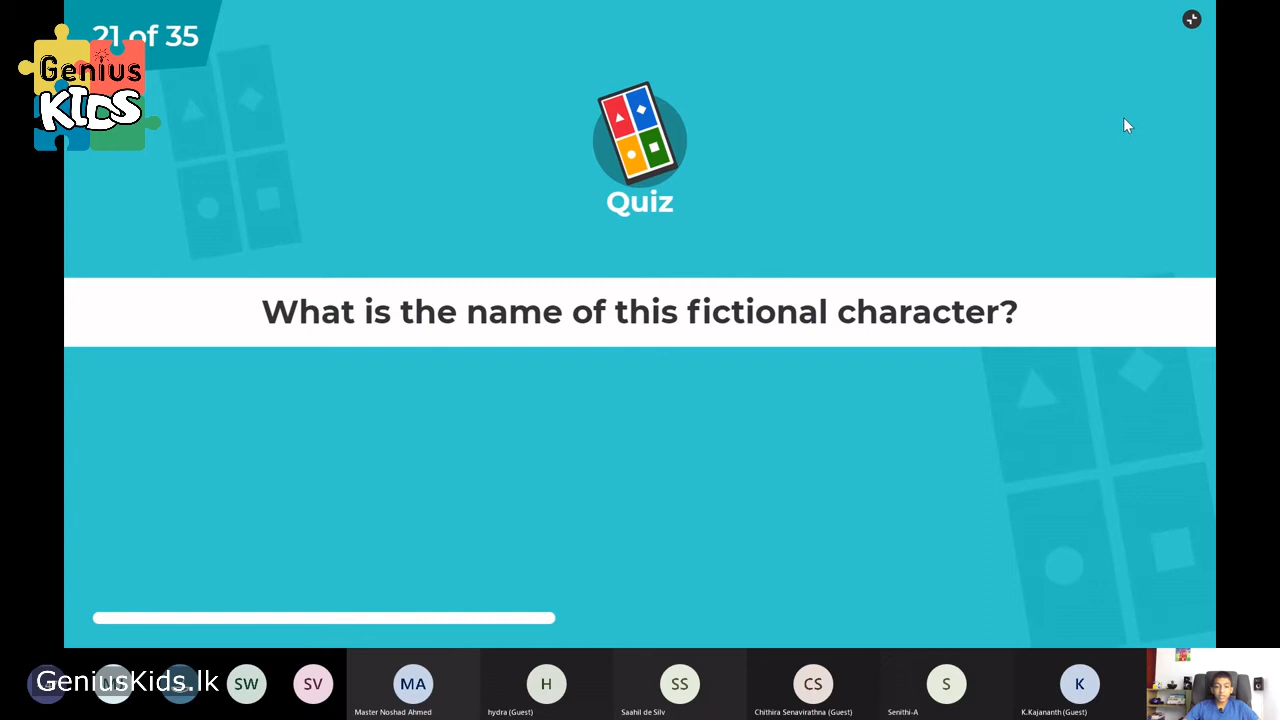 21 of 35
Genius
KIDS
Quiz
What is the name of this fictional character?
GeniusKids.lk
SW
SV
MA
H
SS
CS
S
K
Master Noshad Ahmed
hydra (Guest)
Saahil de Silv
Chithira Senavirathna (Guest)
Senithi-A
K.Kajananth (Guest)